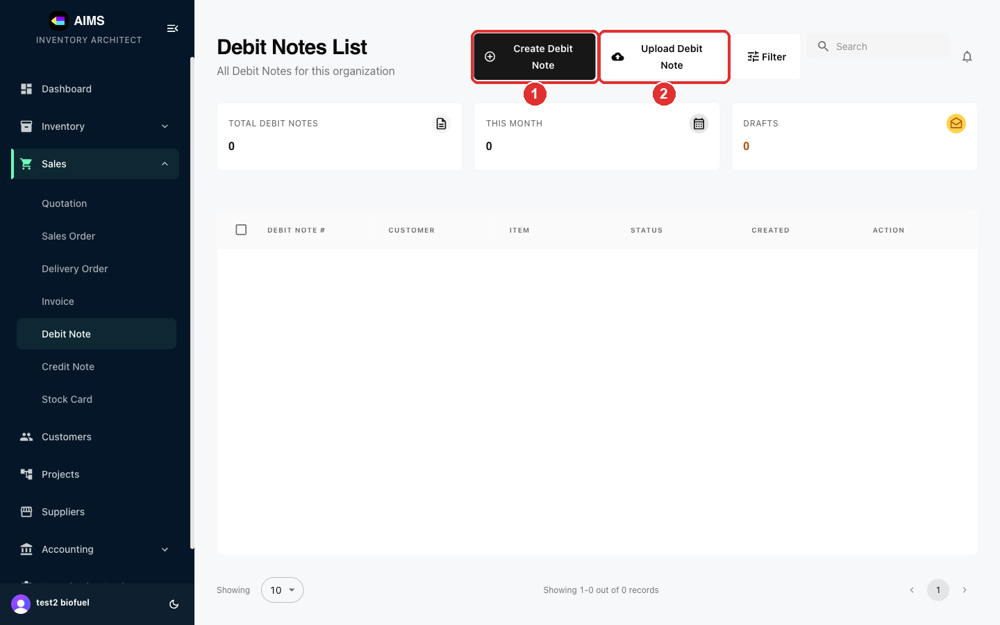 AIMS
INVENTORY ARCHITECT
Dashboard
Inventory
Sales
Quotation
Sales Order
Delivery Order
Invoice
Debit Note
Credit Note
Stock Card
Customers
Projects
Suppliers
Accounting
test2 biofuel
Debit Notes List
All Debit Notes for this organization
Create Debit
Note
Upload Debit
Note
Filter
Search
1
2
TOTAL DEBIT NOTES
0
THIS MONTH
0
DRAFTS
0
DEBIT NOTE # CUSTOMER ITEM STATUS CREATED ACTION
Showing 10 Showing 1-0 out of 0 records 1